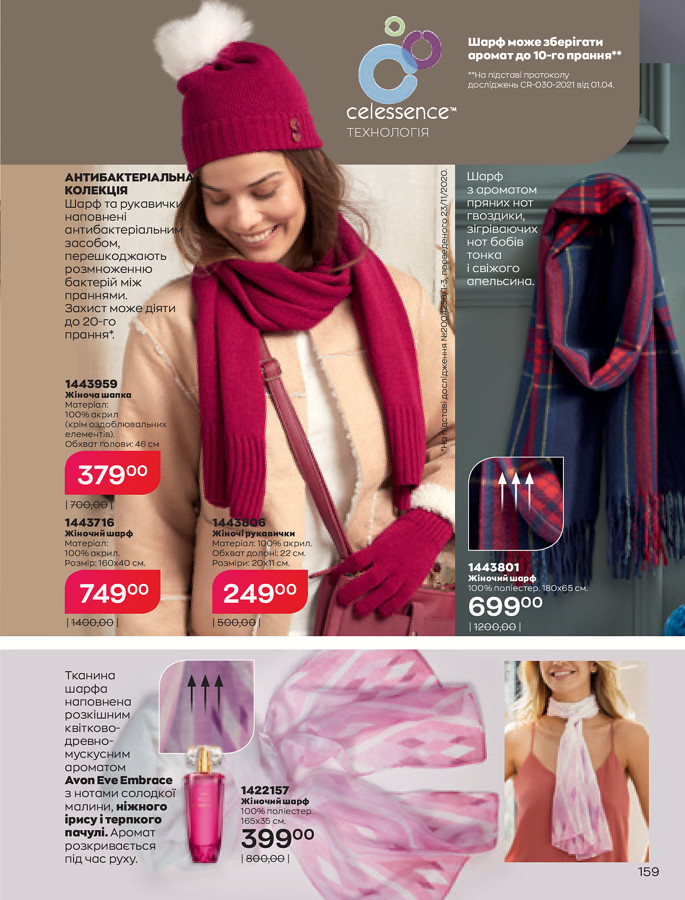 celessence™
ТЕХНОЛОГІЯ
Шарф може зберігати
аромат до 10-го прання**
**На підставі протоколу
досліджень CR-030-2021 від 01.04.
АНТИБАКТЕРІАЛЬНА
КОЛЕКЦІЯ
Шарф та рукавички
наповнені
антибактеріальним
засобом,
перешкоджають
розмноженню
бактерій між
праннями.
Захист може діяти
до 20-го
прання*.
1443959
Жіноча шапка
Матеріал:
100% акрил
(крім оздоблювальних
елементів).
Обхват голови: 46 см
379⁰⁰
|700,00|
1443716
Жіночий шарф
Матеріал:
100% акрил.
Розмір: 160х40 см.
749⁰⁰
|1400,00|
1443806
Жіночі рукавички
Матеріал: 100% акрил.
Обхват долоні: 22 см.
Розміри: 20х11 см.
249⁰⁰
|500,00|
*На підставі дослідження проведеного 23/11/2020.
Шарф
з ароматом
пряних нот
гвоздики,
зігріваючих
нот бобів
тонка
і свіжого
апельсина.
1443801
Жіночий шарф
100% поліестер. 180х65 см.
699⁰⁰
|1200,00|
Тканина
шарфа
наповнена
розкішним
квітково-
древно-
мускусним
ароматом
Avon Eve Embrace
з нотами солодкої
малини, ніжного
ірису і терпкого
пачулі. Аромат
розкривається
під час руху.
1422157
Жіночий шарф
100% поліестер.
165х35 см.
399⁰⁰
|800,00|
159